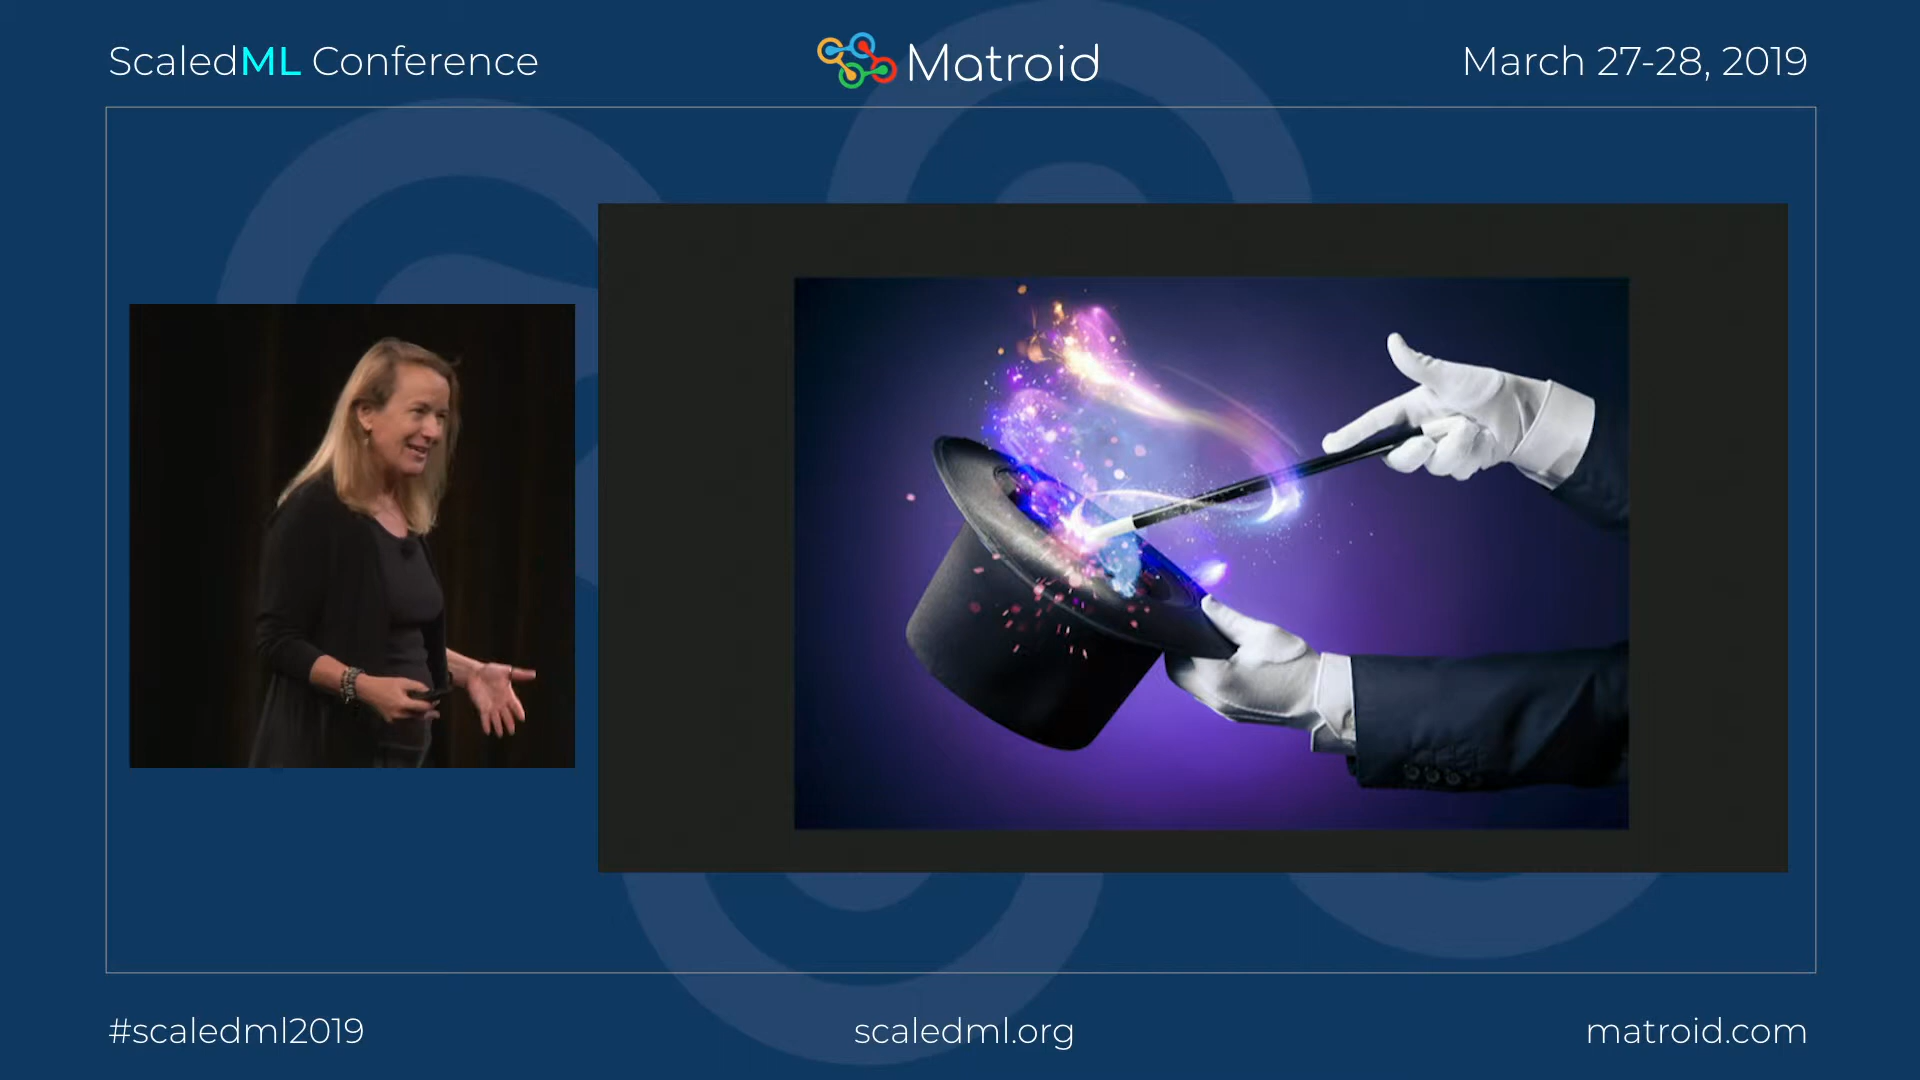 ScaledML Conference
Matroid
March 27-28, 2019
#scaledml2019
scaledml.org
matroid.com